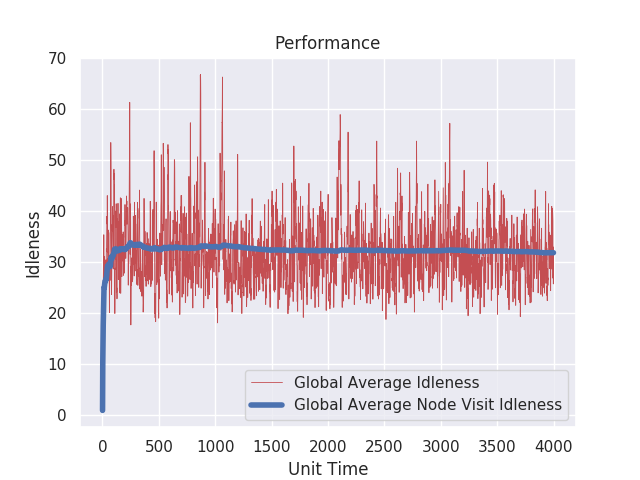 Performance
70
60
50
40
30
20
10
0
Idleness
Global Average Idleness
Global Average Node Visit Idleness
0 500 1000 1500 2000 2500 3000 3500 4000
Unit Time